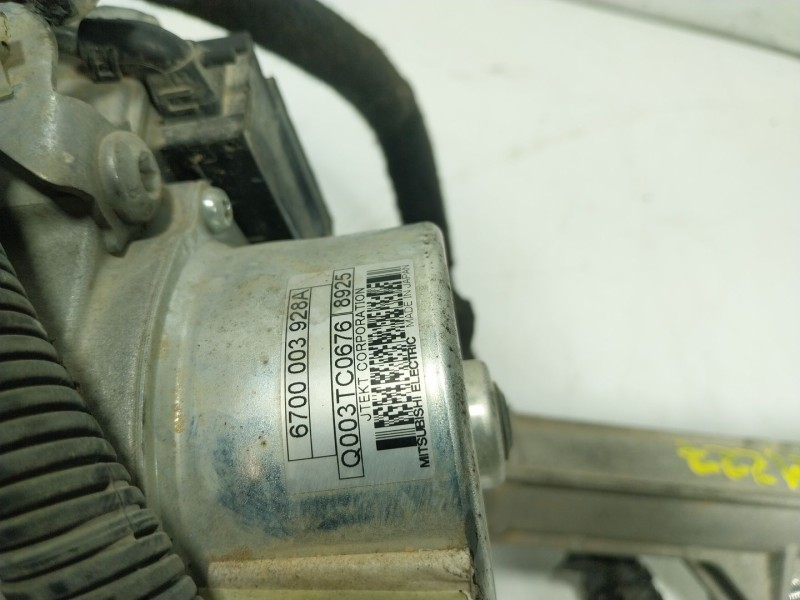 6700 003 928A
Q003TC0676 8925
JTEKT CORPORATION
MITSUBISHI ELECTRIC MADE IN JAPAN